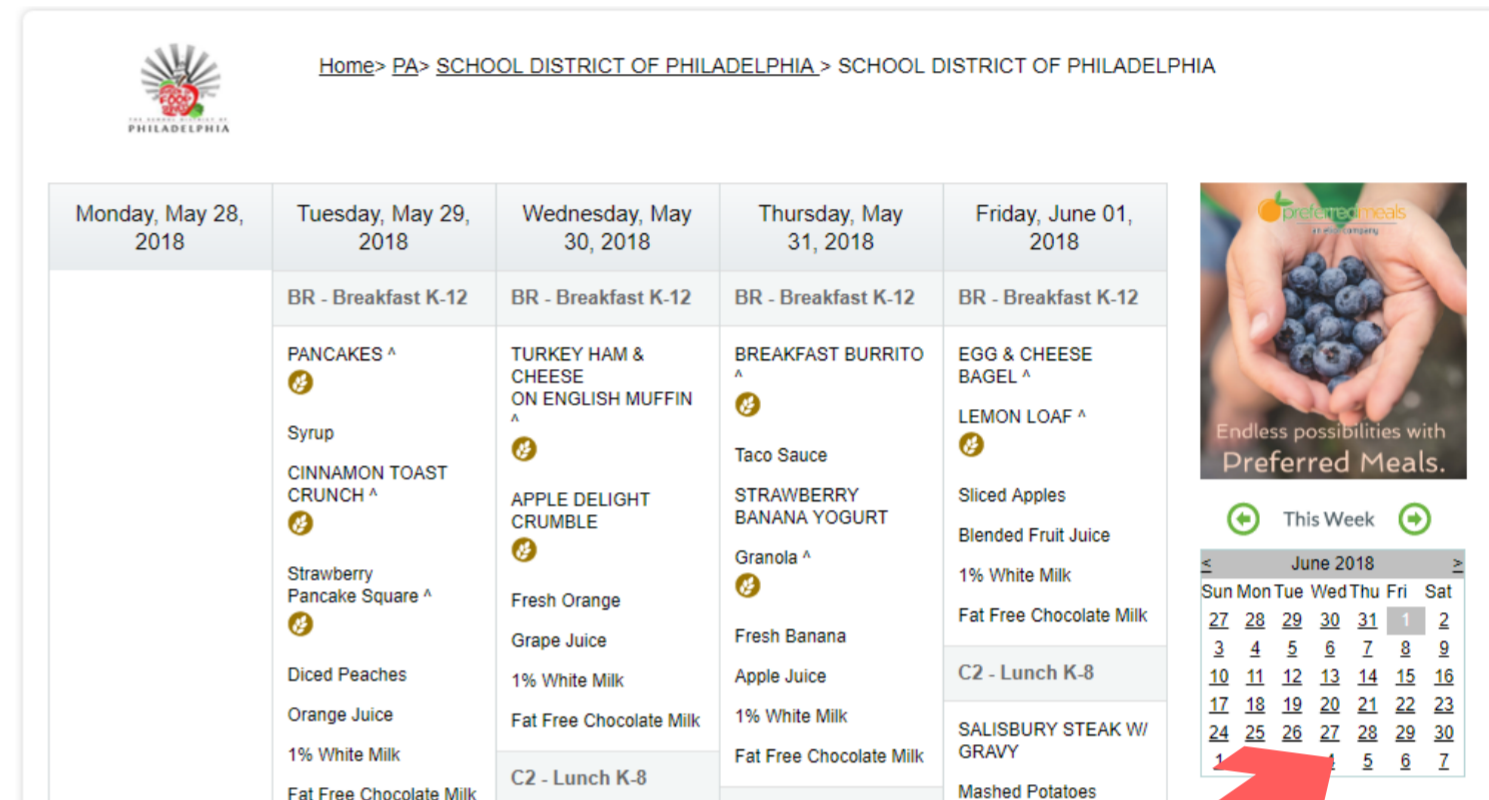 THE SCHOOL DISTRICT OF
PHILADELPHIA
Home> PA> SCHOOL DISTRICT OF PHILADELPHIA > SCHOOL DISTRICT OF PHILADELPHIA
Monday, May 28,
2018
Tuesday, May 29,
2018
BR - Breakfast K-12
PANCAKES ^
Syrup
CINNAMON TOAST
CRUNCH ^
Strawberry
Pancake Square ^
Diced Peaches
Orange Juice
1% White Milk
Fat Free Chocolate Milk
Wednesday, May
30, 2018
BR - Breakfast K-12
TURKEY HAM &
CHEESE
ON ENGLISH MUFFIN
^
APPLE DELIGHT
CRUMBLE
Fresh Orange
Grape Juice
1% White Milk
Fat Free Chocolate Milk
C2 - Lunch K-8
Thursday, May
31, 2018
BR - Breakfast K-12
BREAKFAST BURRITO
^
Taco Sauce
STRAWBERRY
BANANA YOGURT
Granola ^
Fresh Banana
Apple Juice
1% White Milk
Fat Free Chocolate Milk
Friday, June 01,
2018
BR - Breakfast K-12
EGG & CHEESE
BAGEL ^
LEMON LOAF ^
Sliced Apples
Blended Fruit Juice
1% White Milk
Fat Free Chocolate Milk
C2 - Lunch K-8
SALISBURY STEAK W/
GRAVY
Mashed Potatoes
preferredmeals
Endless possibilities with
Preferred Meals.
This Week
< June 2018 >
Sun Mon Tue Wed Thu Fri Sat
27 28 29 30 31 1 2
3 4 5 6 7 8 9
10 11 12 13 14 15 16
17 18 19 20 21 22 23
24 25 26 27 28 29 30
1 4 5 6 7